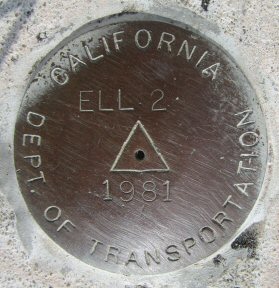 CALIFORNIA
ELL 2
1981
DEPT. OF TRANSPORTATION